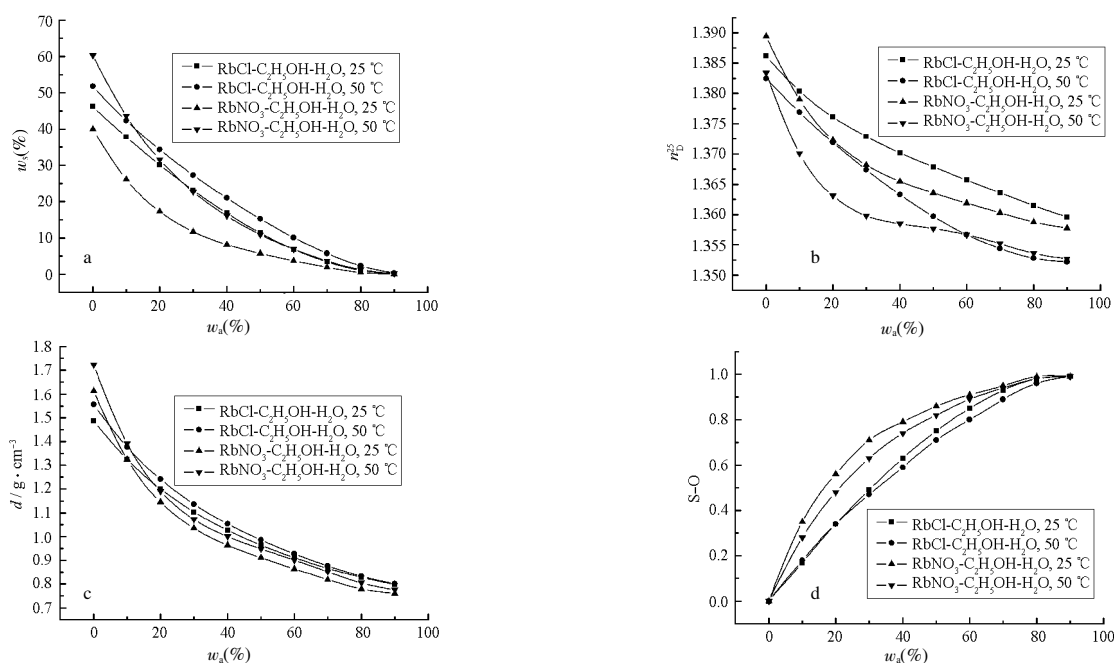 w_s(%)
70
60
50
40
30
20
10
0
RbCl-C₂H₅OH-H₂O, 25 ℃
RbCl-C₂H₅OH-H₂O, 50 ℃
RbNO₃-C₂H₅OH-H₂O, 25 ℃
RbNO₃-C₂H₅OH-H₂O, 50 ℃
a
0 20 40 60 80 100
w_a(%)
n_D^25
1.390
1.385
1.380
1.375
1.370
1.365
1.360
1.355
1.350
RbCl-C₂H₅OH-H₂O, 25 ℃
RbCl-C₂H₅OH-H₂O, 50 ℃
RbNO₃-C₂H₅OH-H₂O, 25 ℃
RbNO₃-C₂H₅OH-H₂O, 50 ℃
b
0 20 40 60 80 100
w_a(%)
d / g · cm⁻³
1.8
1.7
1.6
1.5
1.4
1.3
1.2
1.1
1.0
0.9
0.8
0.7
RbCl-C₂H₅OH-H₂O, 25 ℃
RbCl-C₂H₅OH-H₂O, 50 ℃
RbNO₃-C₂H₅OH-H₂O, 25 ℃
RbNO₃-C₂H₅OH-H₂O, 50 ℃
c
0 20 40 60 80 100
w_a(%)
S-O
1.0
0.8
0.6
0.4
0.2
0.0
RbCl-C₂H₅OH-H₂O, 25 ℃
RbCl-C₂H₅OH-H₂O, 50 ℃
RbNO₃-C₂H₅OH-H₂O, 25 ℃
RbNO₃-C₂H₅OH-H₂O, 50 ℃
d
0 20 40 60 80 100
w_a(%)